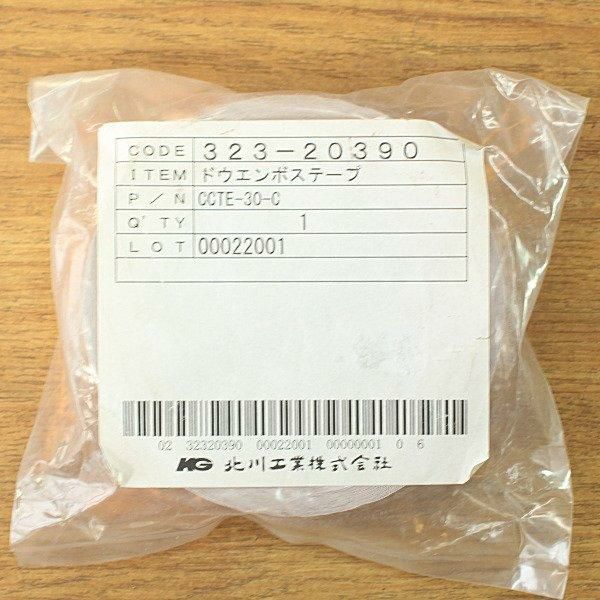 CODE 323-20390
ITEM ドウエンボステープ
P/N CCTE-30-C
Q'TY 1
LOT 00022001
02 32320390 00022001 00000001 0 6
KG 北川工業株式会社